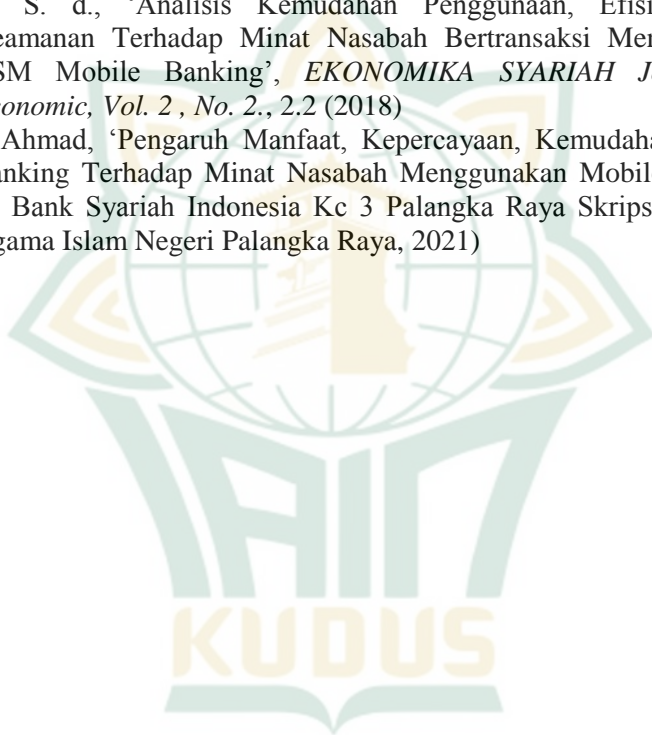 S. d., ‘Analisis Kemudahan Penggunaan, Efisi
eamanan Terhadap Minat Nasabah Bertransaksi Men
SM Mobile Banking’, EKONOMIKA SYARIAH J
conomic, Vol. 2 , No. 2., 2.2 (2018)
Ahmad, ‘Pengaruh Manfaat, Kepercayaan, Kemudaha
anking Terhadap Minat Nasabah Menggunakan Mobil
Bank Syariah Indonesia Kc 3 Palangka Raya Skrips
gama Islam Negeri Palangka Raya, 2021)
IAIN
KUDUS